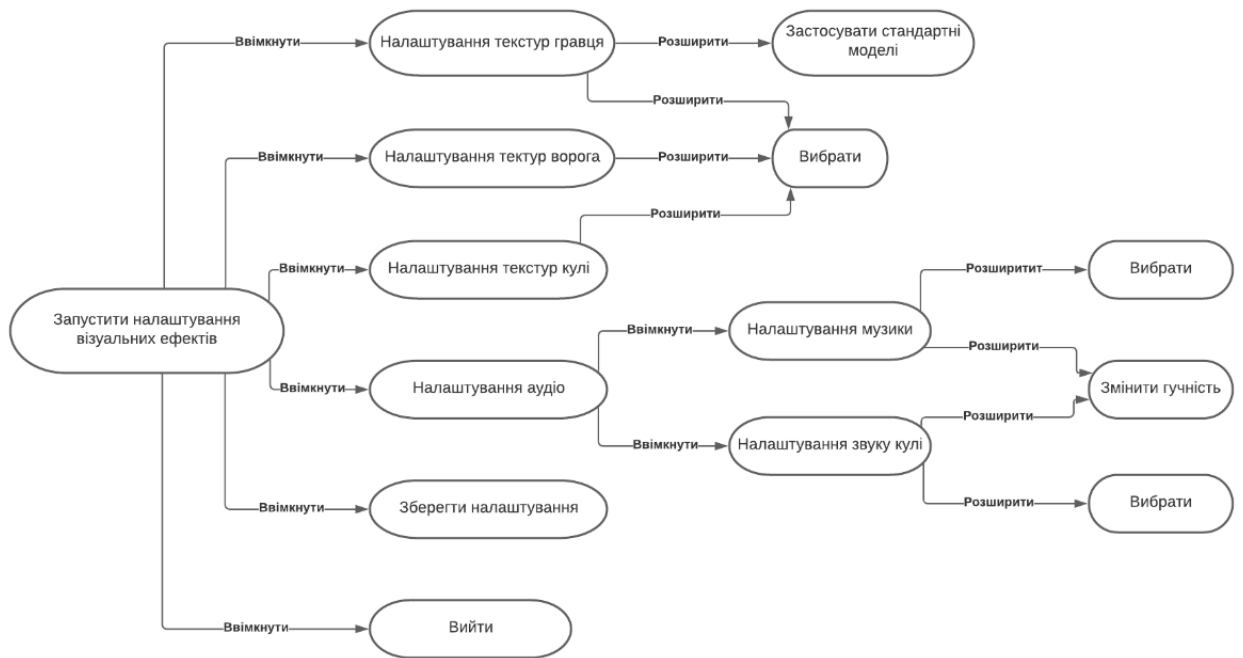 Ввімкнути
Налаштування текстур гравця
Розширити
Застосувати стандартні
моделі
Розширити
Ввімкнути
Налаштування тектур ворога
Розширити
Вибрати
Розширити
Ввімкнути
Налаштування текстур кулі
Розширитит
Вибрати
Запустити налаштування
візуальних ефектів
Ввімкнути
Налаштування музики
Розширити
Ввімкнути
Налаштування аудіо
Змінити гучність
Розширити
Ввімкнути
Налаштування звуку кулі
Розширити
Вибрати
Ввімкнути
Зберегти налаштування
Ввімкнути
Вийти